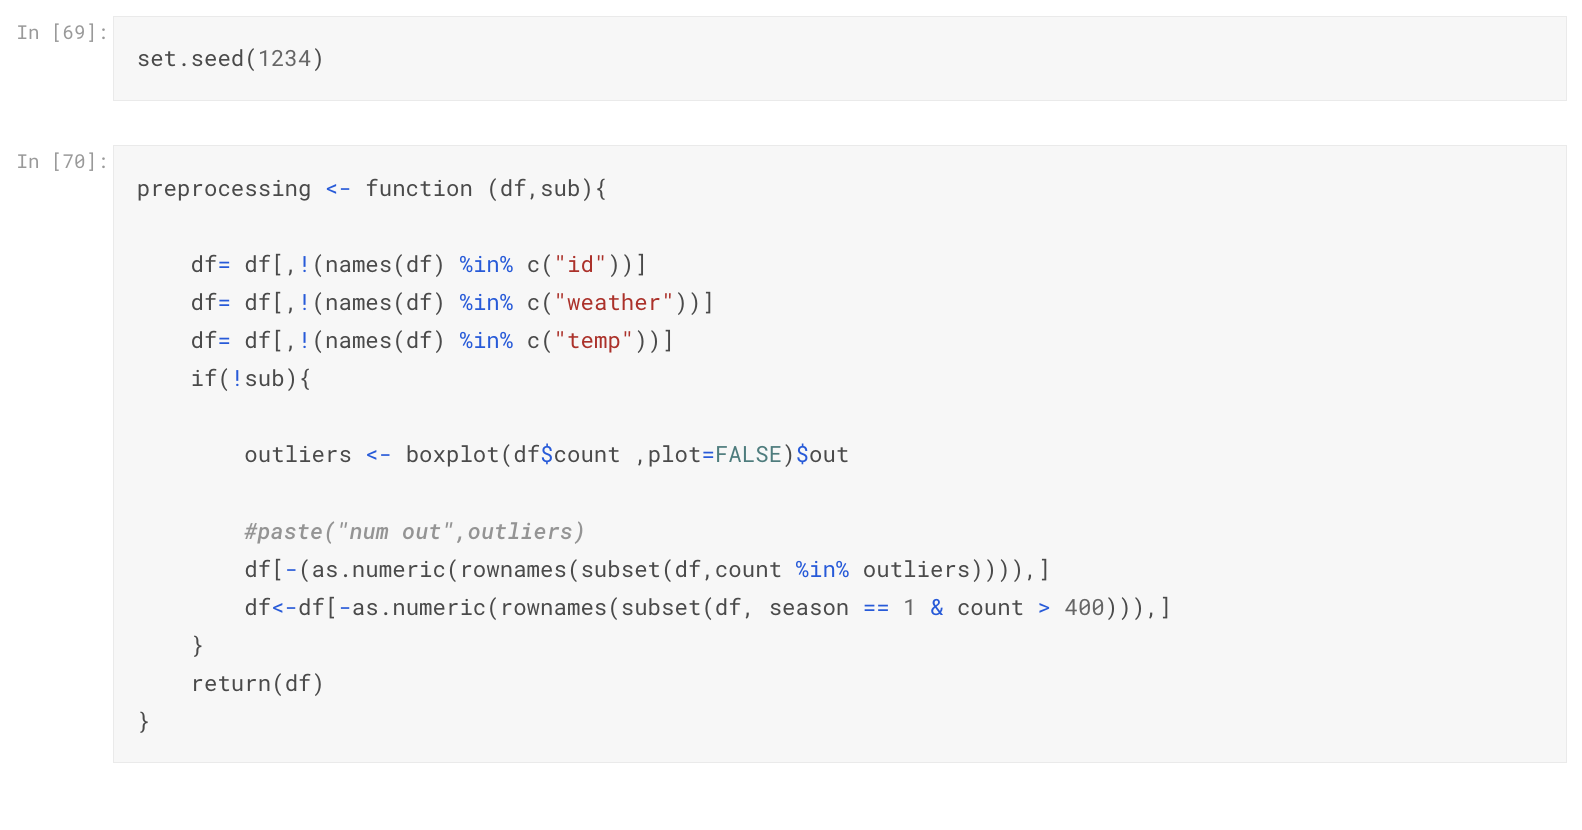 In [69]:
set.seed(1234)
In [70]:
preprocessing <- function (df,sub){
df= df[,!(names(df) %in% c("id"))]
df= df[,!(names(df) %in% c("weather"))]
df= df[,!(names(df) %in% c("temp"))]
if(!sub){
outliers <- boxplot(df$count ,plot=FALSE)$out
#paste("num out",outliers)
df[-(as.numeric(rownames(subset(df,count %in% outliers)))),]
df<-df[-as.numeric(rownames(subset(df, season == 1 & count > 400))),]
}
return(df)
}